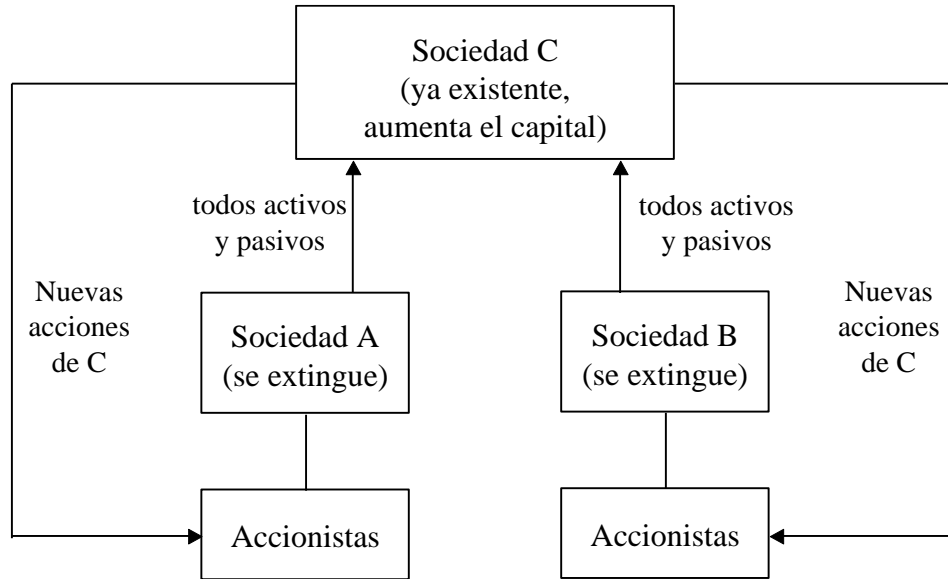 Sociedad C
(ya existente,
aumenta el capital)
todos activos
y pasivos
todos activos
y pasivos
Nuevas
acciones
de C
Sociedad A
(se extingue)
Sociedad B
(se extingue)
Nuevas
acciones
de C
Accionistas
Accionistas